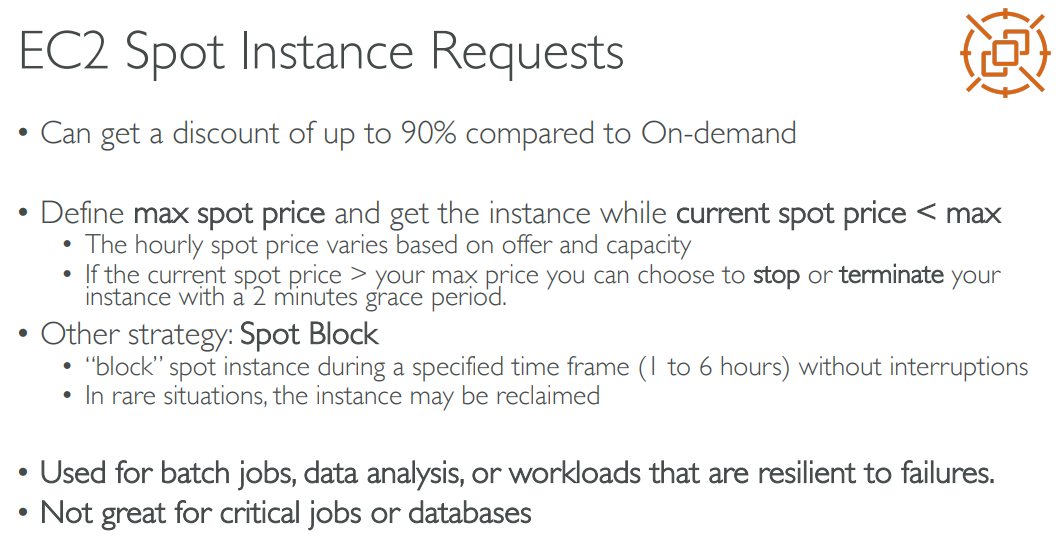 EC2 Spot Instance Requests
• Can get a discount of up to 90% compared to On-demand
• Define max spot price and get the instance while current spot price < max
• The hourly spot price varies based on offer and capacity
• If the current spot price > your max price you can choose to stop or terminate your
instance with a 2 minutes grace period.
• Other strategy: Spot Block
• “block” spot instance during a specified time frame (1 to 6 hours) without interruptions
• In rare situations, the instance may be reclaimed
• Used for batch jobs, data analysis, or workloads that are resilient to failures.
• Not great for critical jobs or databases